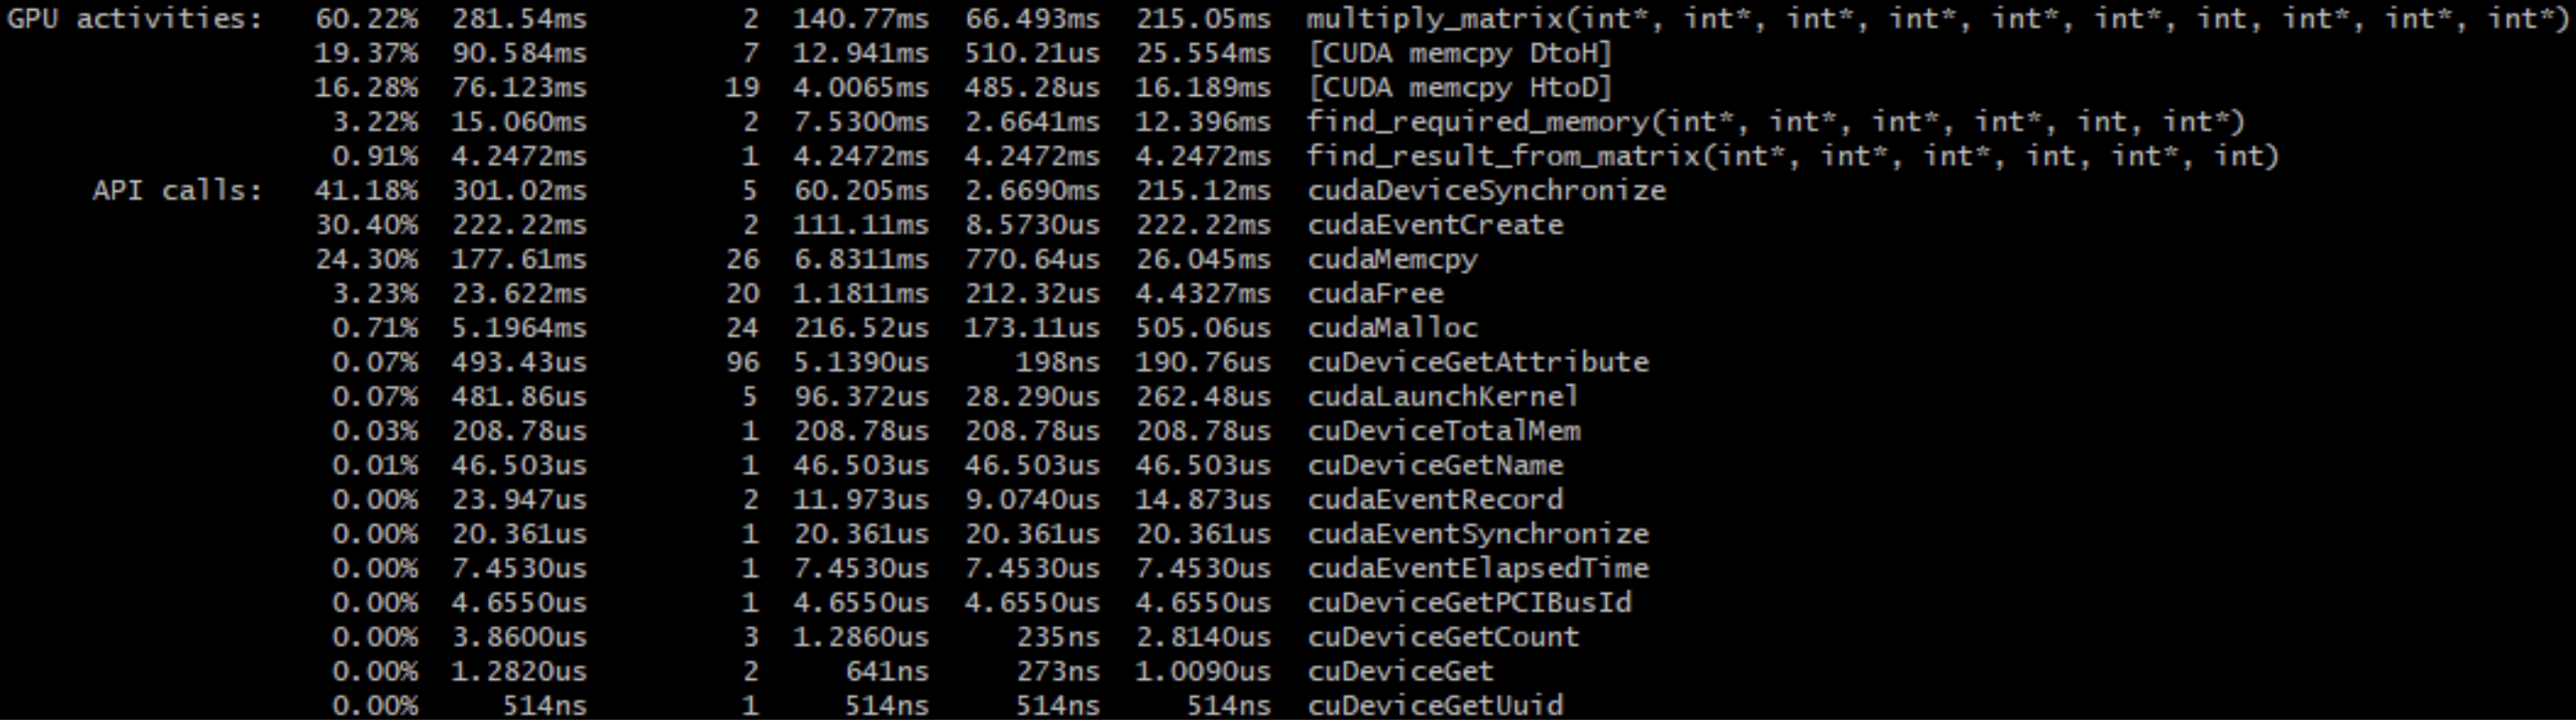 GPU activities: 60.22% 281.54ms 2 140.77ms 66.493ms 215.05ms multiply_matrix(int*, int*, int*, int*, int*, int*, int, int*, int*, int*)
19.37% 90.584ms 7 12.941ms 510.21us 25.554ms [CUDA memcpy DtoH]
16.28% 76.123ms 19 4.0065ms 485.28us 16.189ms [CUDA memcpy HtoD]
3.22% 15.060ms 2 7.5300ms 2.6641ms 12.396ms find_required_memory(int*, int*, int*, int*, int, int*)
0.91% 4.2472ms 1 4.2472ms 4.2472ms 4.2472ms find_result_from_matrix(int*, int*, int*, int, int*, int)
API calls: 41.18% 301.02ms 5 60.205ms 2.6690ms 215.12ms cudaDeviceSynchronize
30.40% 222.22ms 2 111.11ms 8.5730us 222.22ms cudaEventCreate
24.30% 177.61ms 26 6.8311ms 770.64us 26.045ms cudaMemcpy
3.23% 23.622ms 20 1.1811ms 212.32us 4.4327ms cudaFree
0.71% 5.1964ms 24 216.52us 173.11us 505.06us cudaMalloc
0.07% 493.43us 96 5.1390us 198ns 190.76us cuDeviceGetAttribute
0.07% 481.86us 5 96.372us 28.290us 262.48us cudaLaunchKernel
0.03% 208.78us 1 208.78us 208.78us 208.78us cuDeviceTotalMem
0.01% 46.503us 1 46.503us 46.503us 46.503us cuDeviceGetName
0.00% 23.947us 2 11.973us 9.0740us 14.873us cudaEventRecord
0.00% 20.361us 1 20.361us 20.361us 20.361us cudaEventSynchronize
0.00% 7.4530us 1 7.4530us 7.4530us 7.4530us cudaEventElapsedTime
0.00% 4.6550us 1 4.6550us 4.6550us 4.6550us cuDeviceGetPCIBusId
0.00% 3.8600us 3 1.2860us 235ns 2.8140us cuDeviceGetCount
0.00% 1.2820us 2 641ns 273ns 1.0090us cuDeviceGet
0.00% 514ns 1 514ns 514ns 514ns cuDeviceGetUuid